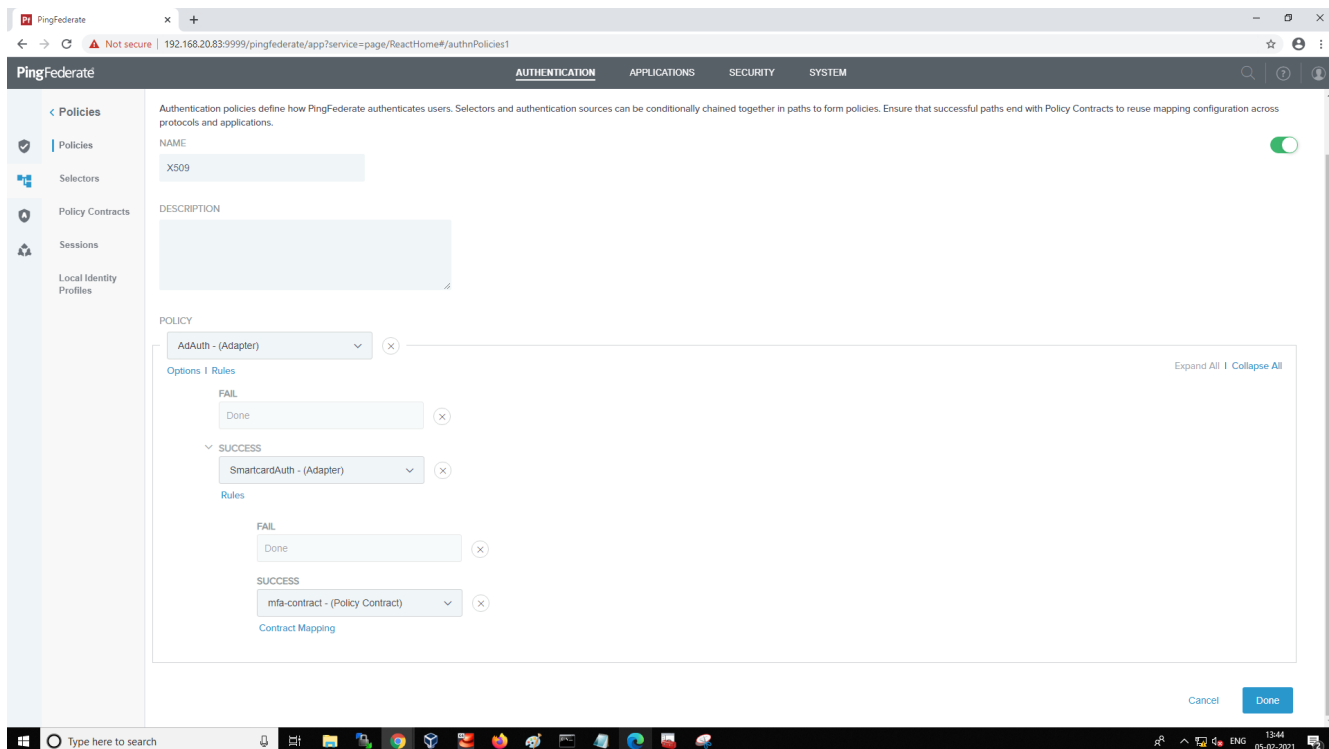 Pf PingFederate
Not secure 192.168.20.83:9999/pingfederate/app?service=page/ReactHome#/authnPolicies1
PingFederate AUTHENTICATION APPLICATIONS SECURITY SYSTEM
Policies
Policies
Selectors
Policy Contracts
Sessions
Local Identity
Profiles
Authentication policies define how PingFederate authenticates users. Selectors and authentication sources can be conditionally chained together in paths to form policies. Ensure that successful paths end with Policy Contracts to reuse mapping configuration across
protocols and applications.
NAME
X509
DESCRIPTION
POLICY
AdAuth - (Adapter)
Options | Rules
Expand All | Collapse All
FAIL
Done
SUCCESS
SmartcardAuth - (Adapter)
Rules
FAIL
Done
SUCCESS
mfa-contract - (Policy Contract)
Contract Mapping
Cancel Done
Type here to search
ENG
13:44
05-02-2021